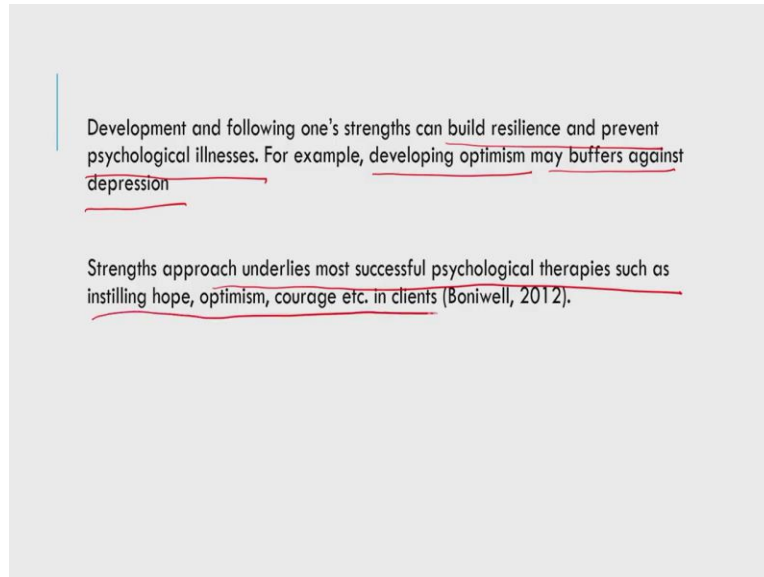 Development and following one's strengths can build resilience and prevent
psychological illnesses. For example, developing optimism may buffers against
depression
Strengths approach underlies most successful psychological therapies such as
instilling hope, optimism, courage etc. in clients (Boniwell, 2012).